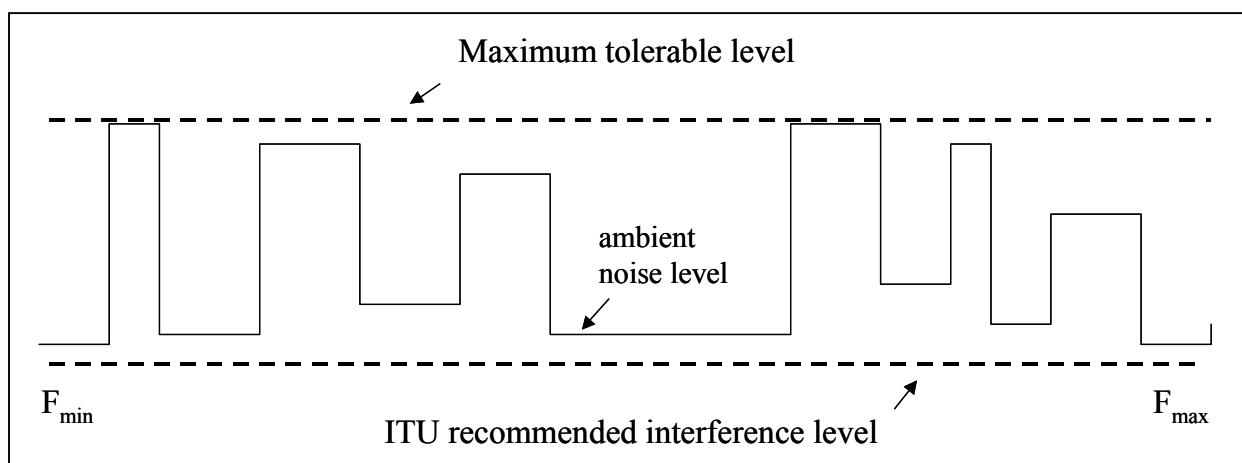 Maximum tolerable level
ambient
noise level
F_min
F_max
ITU recommended interference level